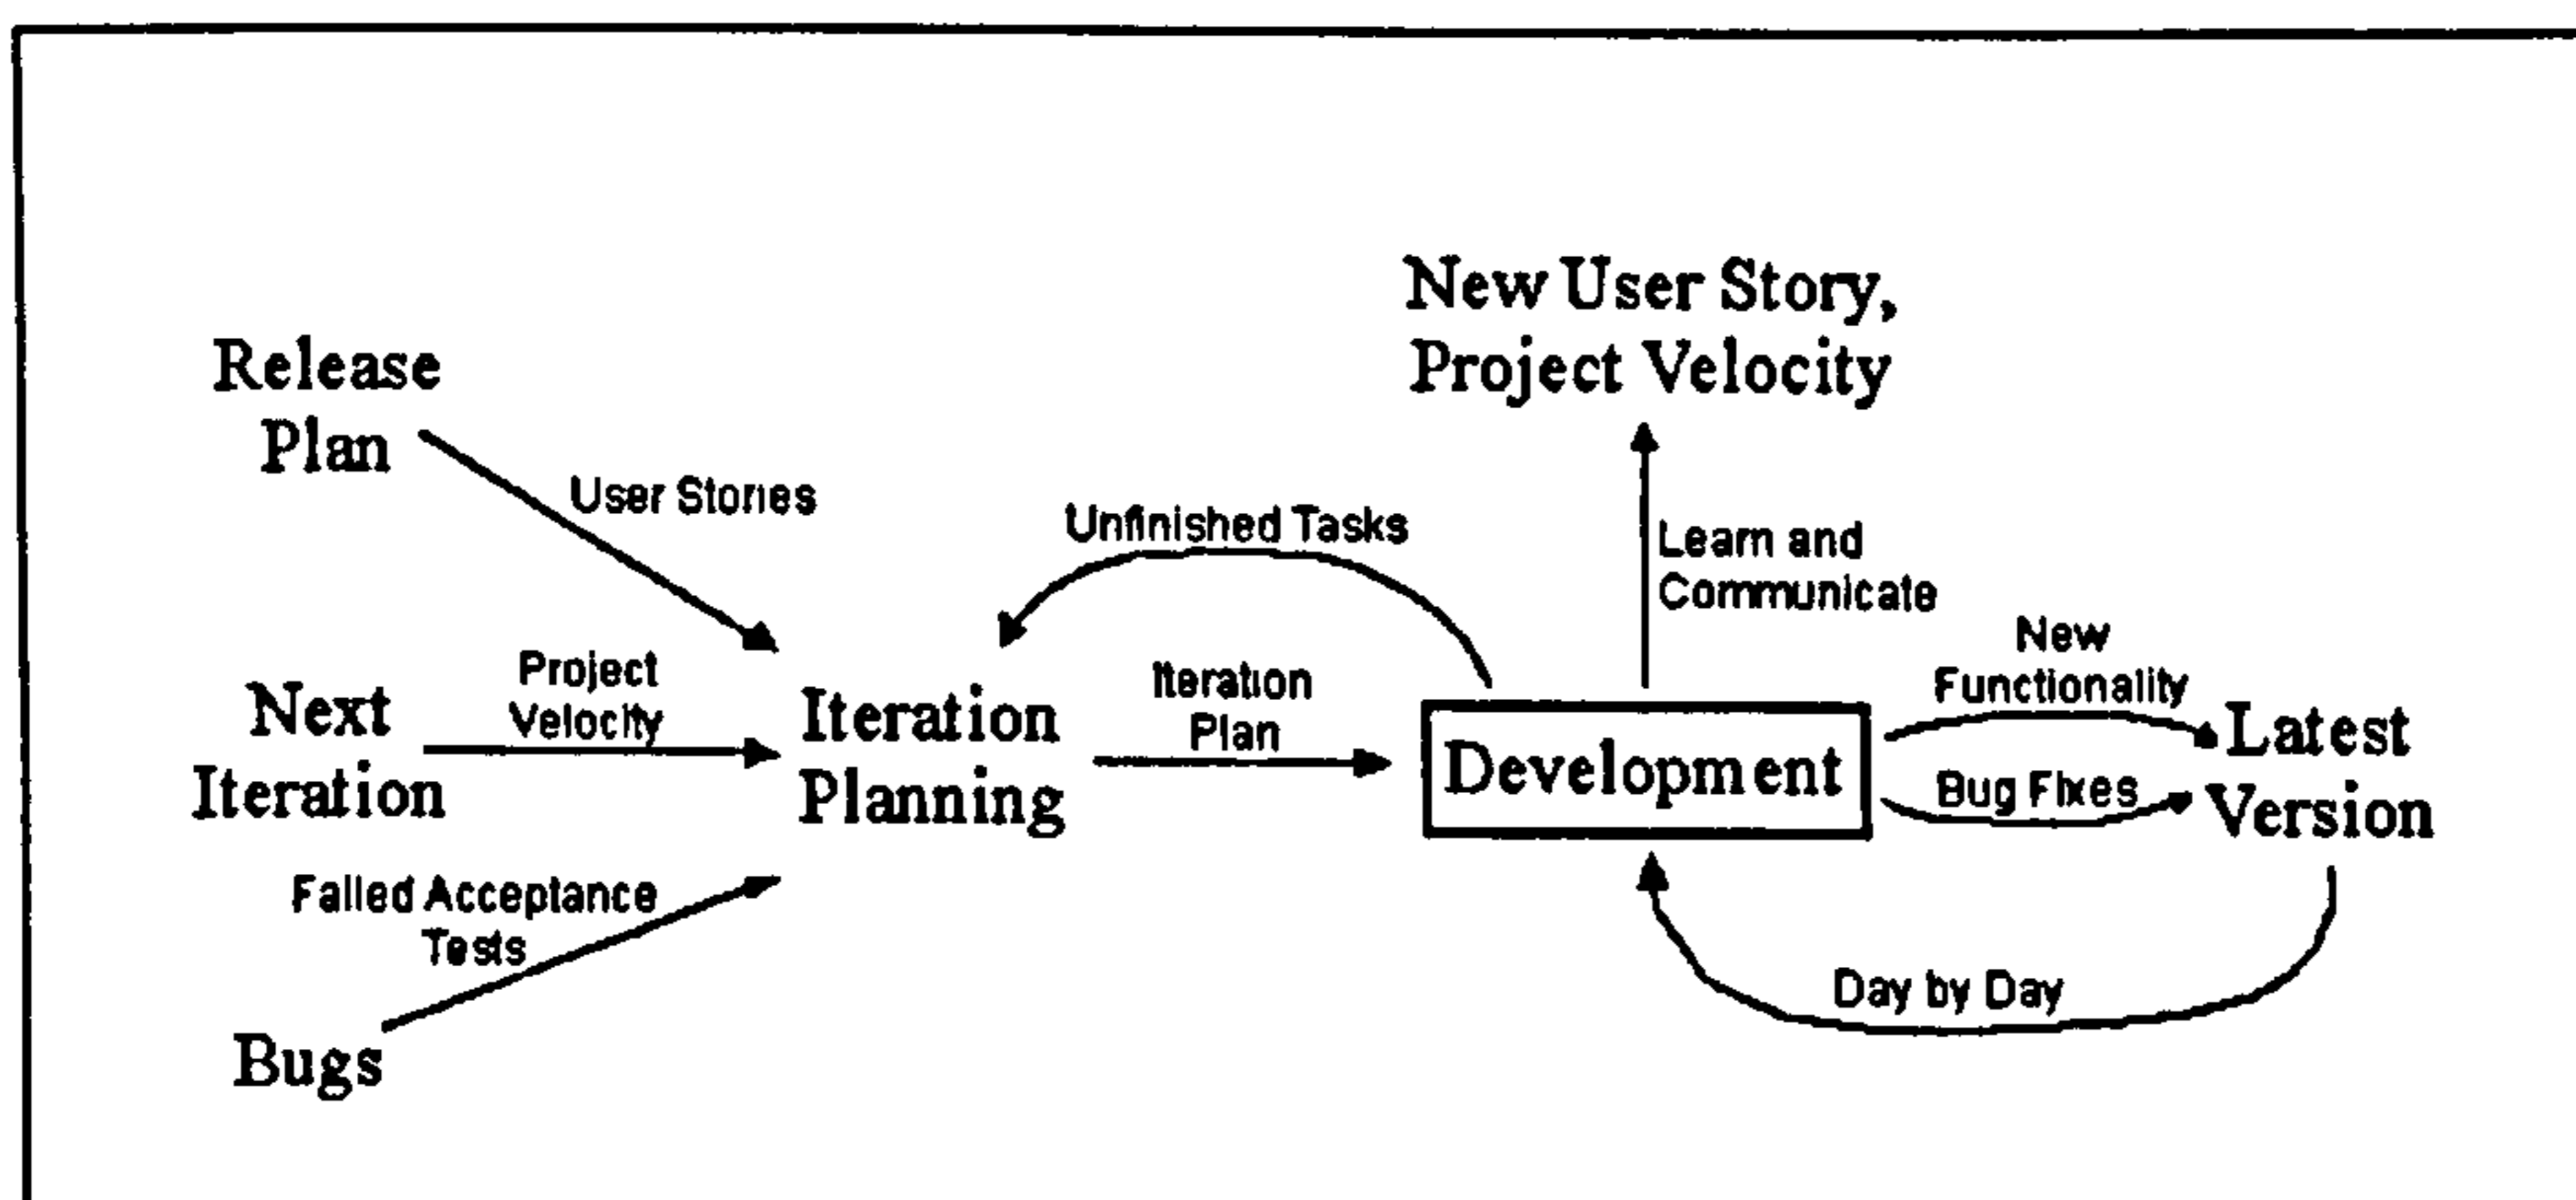 New User Story,
Project Velocity
Release
Plan
User Stories
Unfinished Tasks
Learn and
Communicate
New
Functionality
Project
Velocity
Iteration
Plan
Next
Iteration
Iteration
Planning
Development
Latest
Version
Bug Fixes
Failed Acceptance
Tests
Day by Day
Bugs